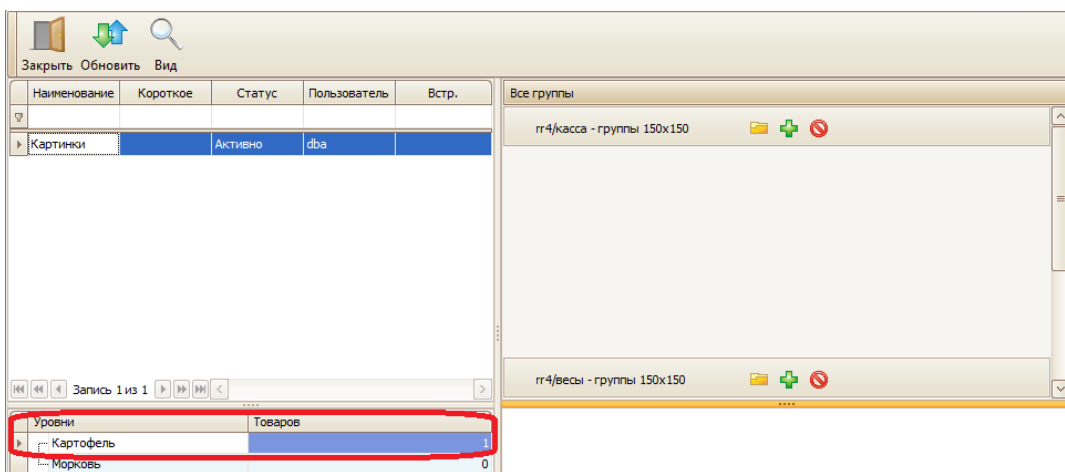 Закрыть Обновить Вид
Наименование Короткое Статус Пользователь Встр.
Картинки Активно dba
Запись 1 из 1
Уровни Товаров
Картофель 1
Морковь 0
Все группы
rr4/касса - группы 150x150
rr4/весы - группы 150x150